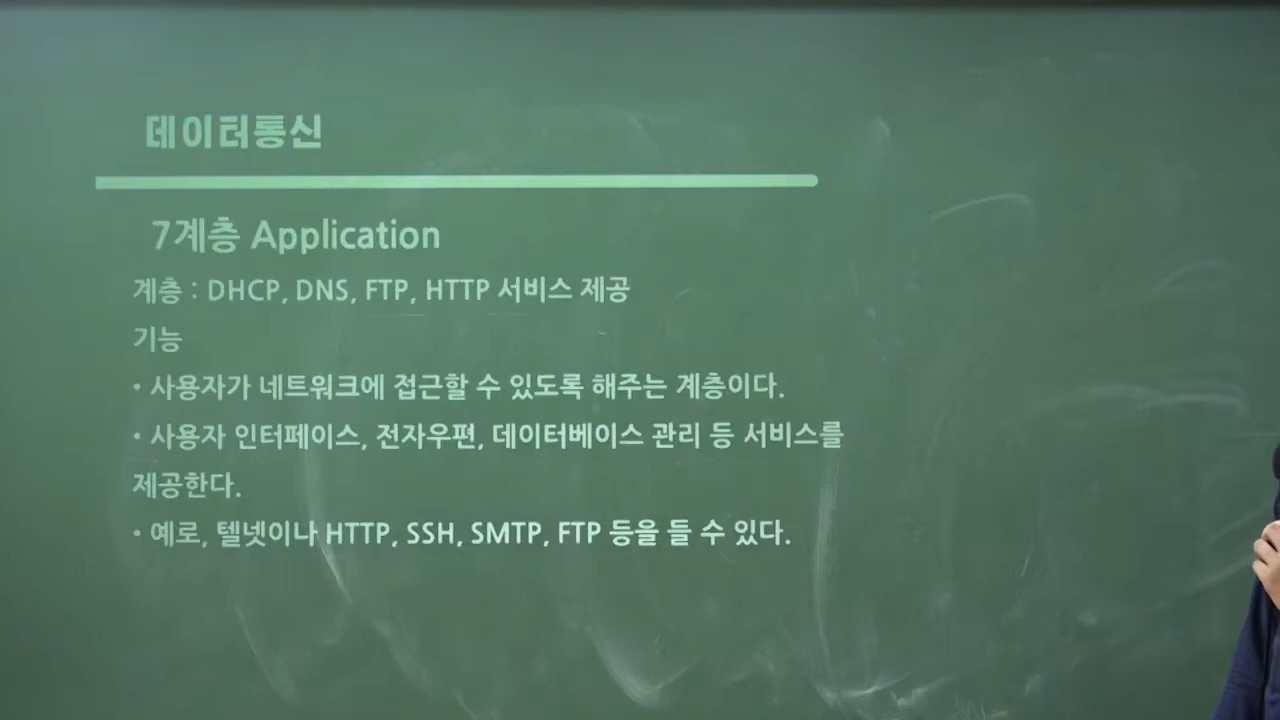 데이터통신
7계층 Application
계층 : DHCP, DNS, FTP, HTTP 서비스 제공
기능
• 사용자가 네트워크에 접근할 수 있도록 해주는 계층이다.
• 사용자 인터페이스, 전자우편, 데이터베이스 관리 등 서비스를
제공한다.
• 예로, 텔넷이나 HTTP, SSH, SMTP, FTP 등을 들 수 있다.